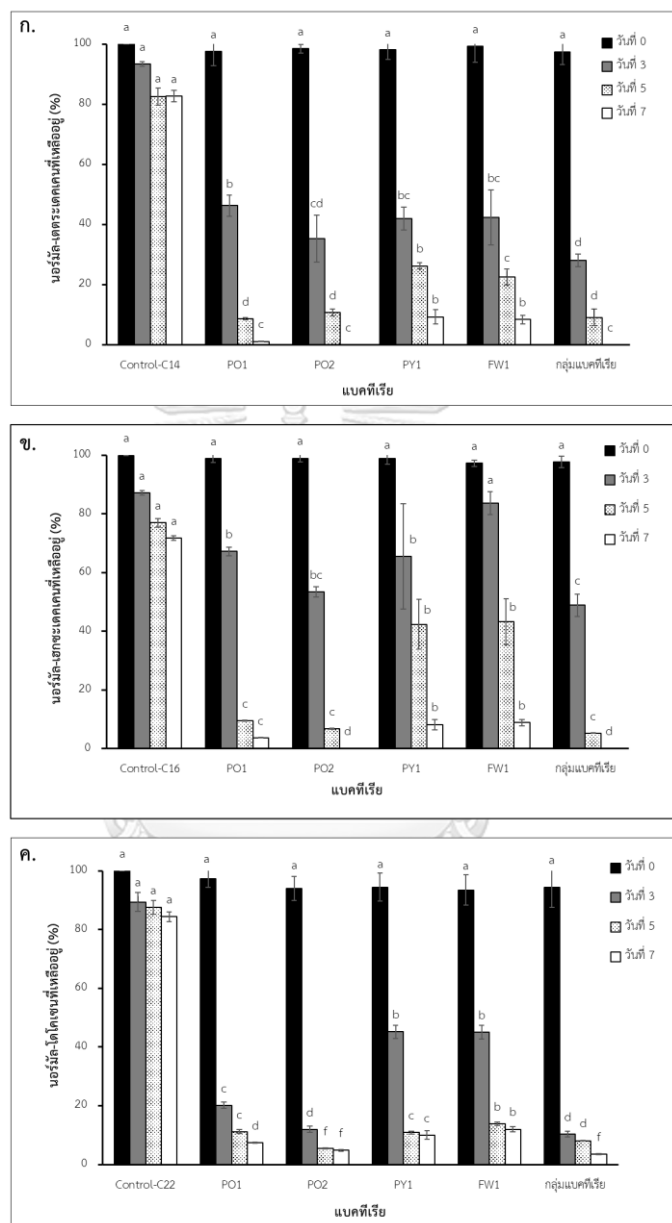 ก.
นอร์มัล-เตตระเดคเคนที่เหลืออยู่ (%)
100
80
60
40
20
0
a a a a a a a a a
b cd bc bc d
d d b c d
c c b b c
วันที่ 0
วันที่ 3
วันที่ 5
วันที่ 7
Control-C14 PO1 PO2 PY1 FW1 กลุ่มแบคทีเรีย
แบคทีเรีย
ข.
นอร์มัล-เฮกซะเดคเคนที่เหลืออยู่ (%)
100
80
60
40
20
0
a a a a a a a a a
b bc b a c
c c b b c
c d b b d
วันที่ 0
วันที่ 3
วันที่ 5
วันที่ 7
Control-C16 PO1 PO2 PY1 FW1 กลุ่มแบคทีเรีย
แบคทีเรีย
ค.
นอร์มัล-โดโคเซนที่เหลืออยู่ (%)
100
80
60
40
20
0
a a a a a a a a a
c d b b d
c f c b d
d f c b f
วันที่ 0
วันที่ 3
วันที่ 5
วันที่ 7
Control-C22 PO1 PO2 PY1 FW1 กลุ่มแบคทีเรีย
แบคทีเรีย